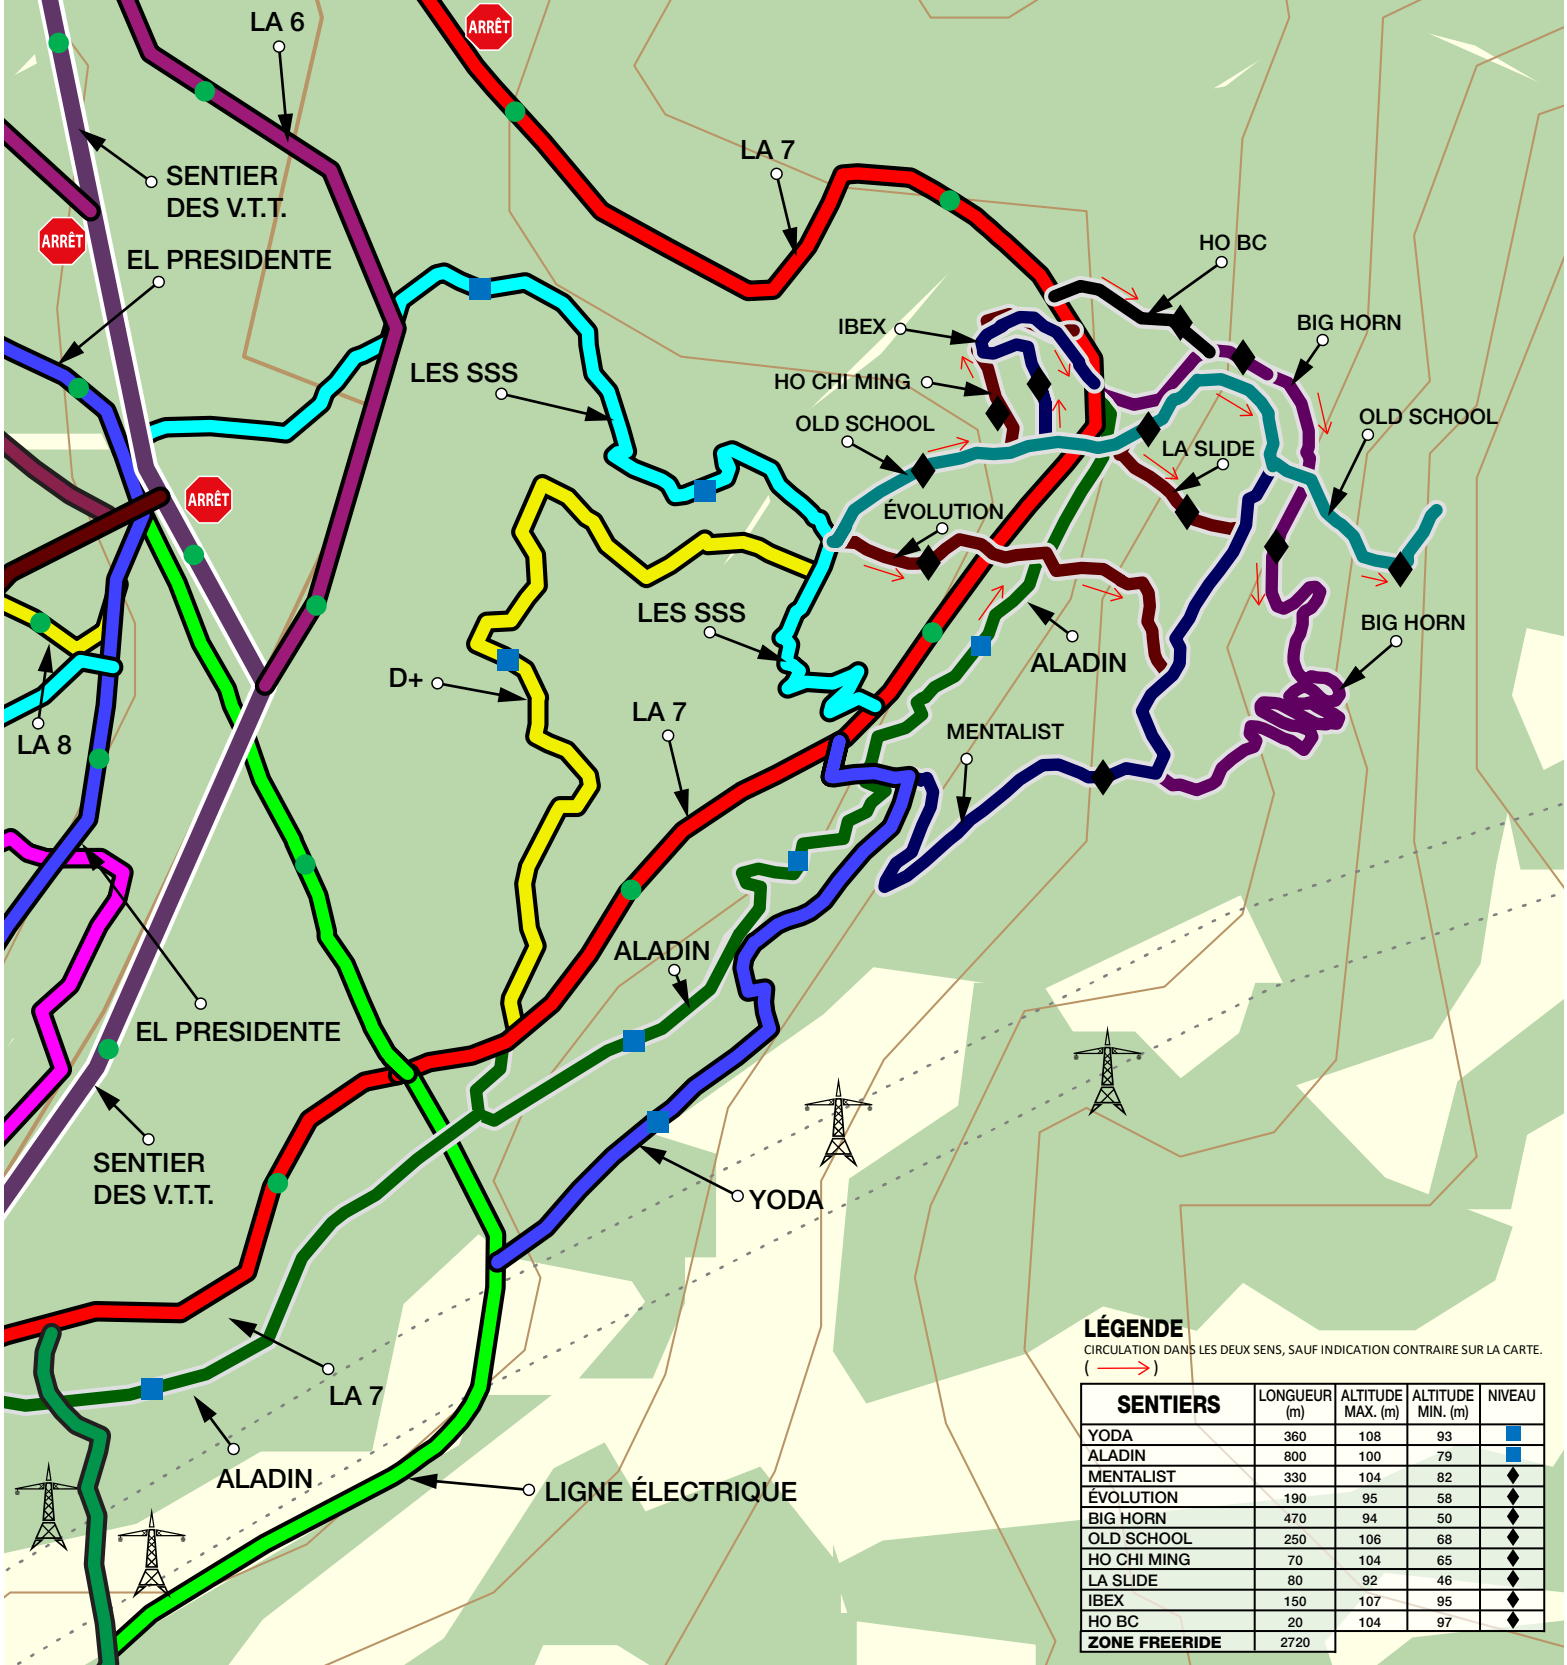 ARRÊT
LA 6
LA 7
SENTIER
DES V.T.T.
ARRÊT
EL PRESIDENTE
HO BC
IBEX
BIG HORN
LES SSS
HO CHI MING
OLD SCHOOL
OLD SCHOOL
LA SLIDE
ARRÊT
ÉVOLUTION
LES SSS
BIG HORN
ALADIN
D+
LA 7
MENTALIST
LA 8
ALADIN
EL PRESIDENTE
SENTIER
DES V.T.T.
YODA
LA 7
ALADIN
LIGNE ÉLECTRIQUE
LÉGENDE
CIRCULATION DANS LES DEUX SENS, SAUF INDICATION CONTRAIRE SUR LA CARTE.
( )
SENTIERS LONGUEUR (m) ALTITUDE MAX. (m) ALTITUDE MIN. (m) NIVEAU
YODA 360 108 93
ALADIN 800 100 79
MENTALIST 330 104 82
ÉVOLUTION 190 95 58
BIG HORN 470 94 50
OLD SCHOOL 250 106 68
HO CHI MING 70 104 65
LA SLIDE 80 92 46
IBEX 150 107 95
HO BC 20 104 97
ZONE FREERIDE 2720